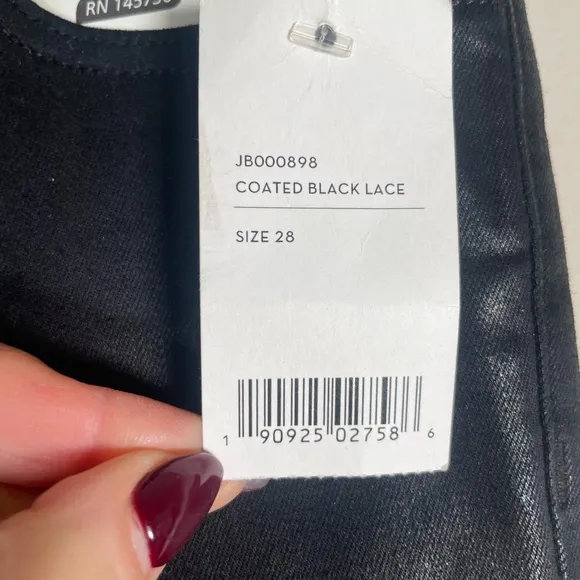 JB000898
COATED BLACK LACE
SIZE 28
1 90925 02758 6